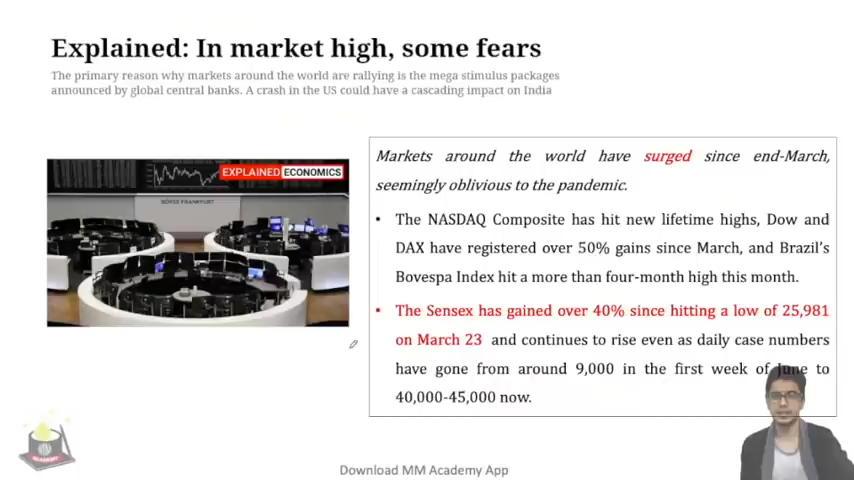 Explained: In market high, some fears
The primary reason why markets around the world are rallying is the mega stimulus packages
announced by global central banks. A crash in the US could have a cascading impact on India
EXPLAINED ECONOMICS
BÖRSE FRANKFURT
Markets around the world have surged since end-March,
seemingly oblivious to the pandemic.
• The NASDAQ Composite has hit new lifetime highs, Dow and
DAX have registered over 50% gains since March, and Brazil's
Bovespa Index hit a more than four-month high this month.
• The Sensex has gained over 40% since hitting a low of 25,981
on March 23 and continues to rise even as daily case numbers
have gone from around 9,000 in the first week of June to
40,000-45,000 now.
ACADEMY
Download MM Academy App